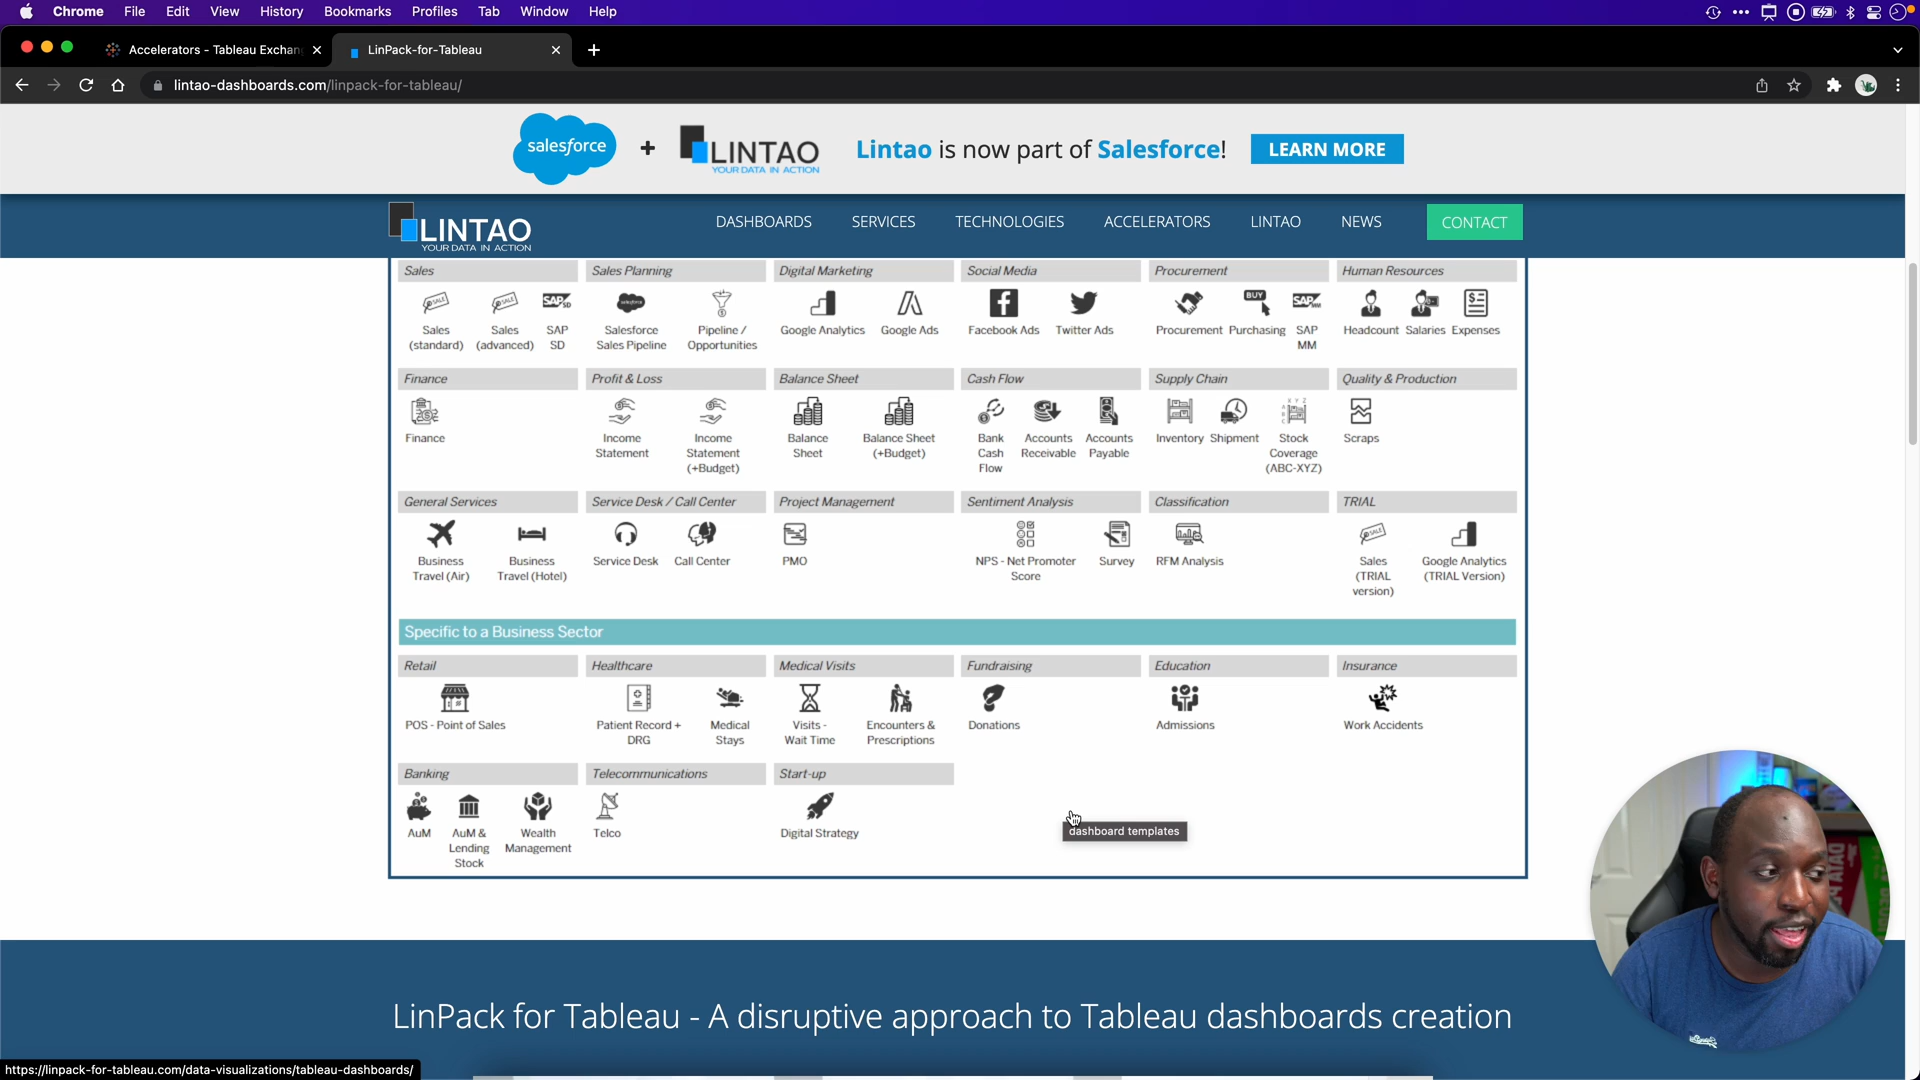 Chrome File Edit View History Bookmarks Profiles Tab Window Help
Accelerators - Tableau Exchan
LinPack-for-Tableau
lintao-dashboards.com/linpack-for-tableau/
salesforce + LINTAO
YOUR DATA IN ACTION
Lintao is now part of Salesforce!
LEARN MORE
LINTAO
YOUR DATA IN ACTION
DASHBOARDS SERVICES TECHNOLOGIES ACCELERATORS LINTAO NEWS CONTACT
Sales Sales Planning Digital Marketing Social Media Procurement Human Resources
SALE SALE SAP SD salesforce BUY SAP MM
Sales Sales SAP Salesforce Pipeline / Google Analytics Google Ads Facebook Ads Twitter Ads Procurement Purchasing SAP Headcount Salaries Expenses
(standard) (advanced) SD Sales Pipeline Opportunities MM
Finance Profit & Loss Balance Sheet Cash Flow Supply Chain Quality & Production
X Y Z
A
B
C
Finance Income Income Balance Balance Sheet Bank Accounts Accounts Inventory Shipment Stock Scraps
Statement Statement Sheet (+Budget) Cash Receivable Payable Coverage
(+Budget) Flow (ABC-XYZ)
General Services Service Desk / Call Center Project Management Sentiment Analysis Classification TRIAL
SALE
Business Business Service Desk Call Center PMO NPS - Net Promoter Survey RFM Analysis Sales Google Analytics
Travel (Air) Travel (Hotel) Score (TRIAL (TRIAL Version)
version)
Specific to a Business Sector
Retail Healthcare Medical Visits Fundraising Education Insurance
POS - Point of Sales Patient Record + Medical Visits - Encounters & Donations Admissions Work Accidents
DRG Stays Wait Time Prescriptions
Banking Telecommunications Start-up
AuM AuM & Wealth Telco Digital Strategy
Lending Management
Stock
dashboard templates
LinPack for Tableau - A disruptive approach to Tableau dashboards creation
https://linpack-for-tableau.com/data-visualizations/tableau-dashboards/